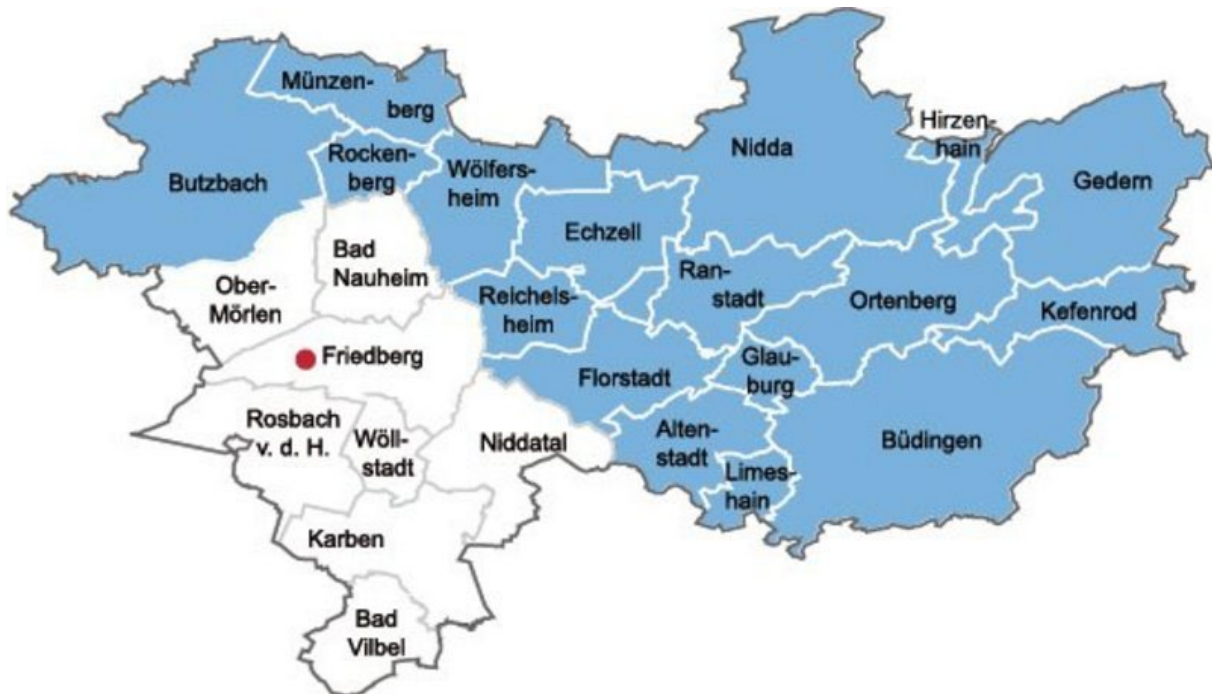 Münzen-
berg
Hirzen-
hain
Rocken-
berg
Wölfers-
heim
Nidda
Butzbach
Gedern
Echzell
Bad
Nauheim
Ober-
Mörlen
Reichels-
heim
Ran-
stadt
Ortenberg
Kefenrod
Friedberg
Florstadt
Glau-
burg
Rosbach
v. d. H.
Wöll-
stadt
Niddatal
Alten-
stadt
Büdingen
Limes-
hain
Karben
Bad
Vilbel